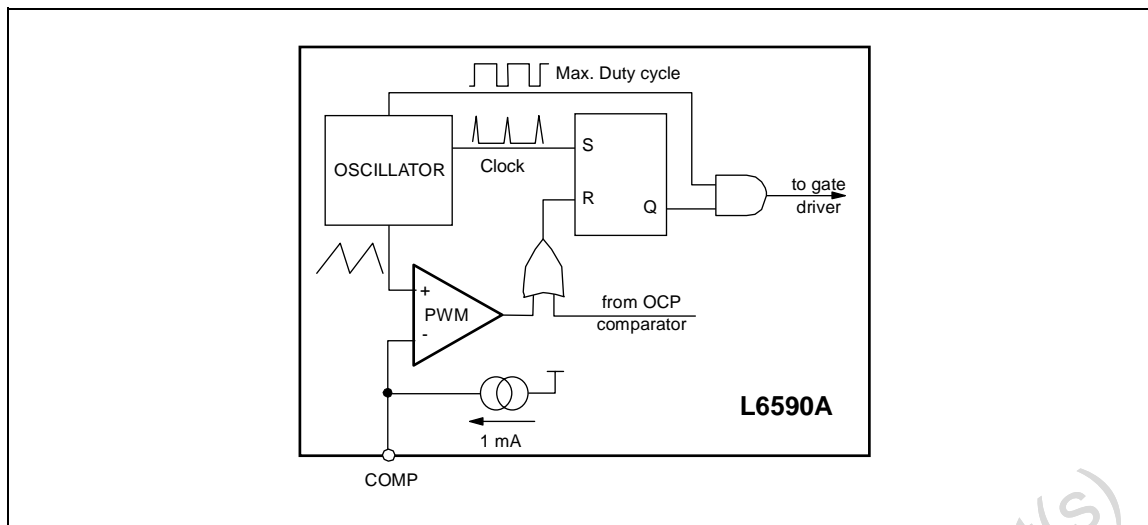 Max. Duty cycle
OSCILLATOR
Clock
S
R
Q
to gate
driver
+
PWM
-
from OCP
comparator
1 mA
L6590A
COMP
t(s)